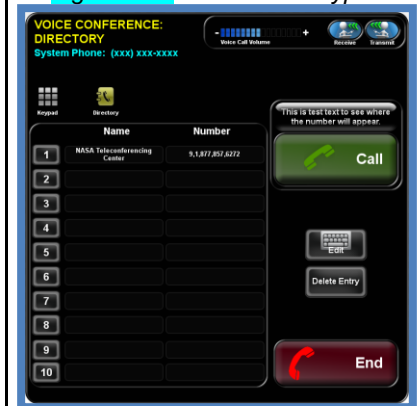 VOICE CONFERENCE:
DIRECTORY
System Phone: (xxx) xxx-xxxx
- +
Voice Call Volume
Receive Transmit
Keypad Directory
This is test text to see where
the number will appear.
Name Number
1 NASA Teleconferencing Center 9,1,877,857,6272
2
3
4
5
6
7
8
9
10
Call
Edit
Delete Entry
End